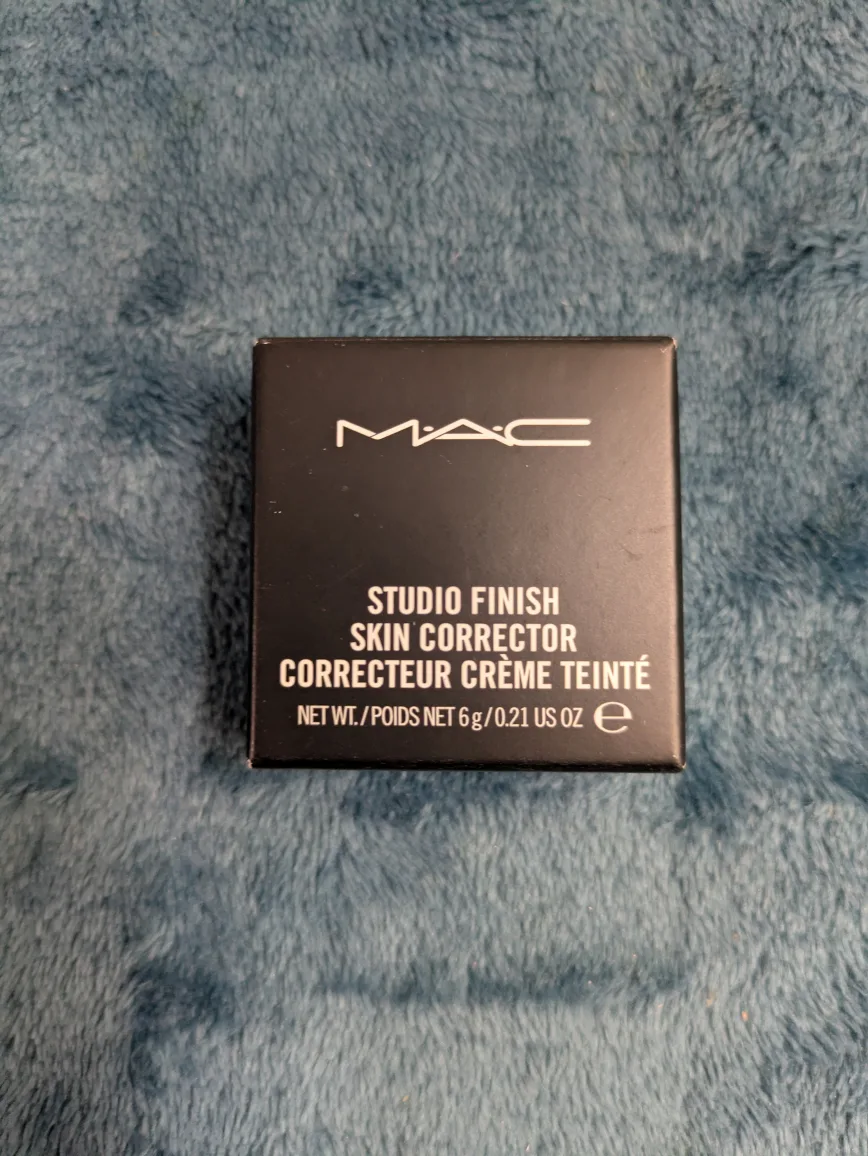 M·A·C
STUDIO FINISH
SKIN CORRECTOR
CORRECTEUR CRÈME TEINTÉ
NET WT./POIDS NET 6 g/0.21 US OZ ℮